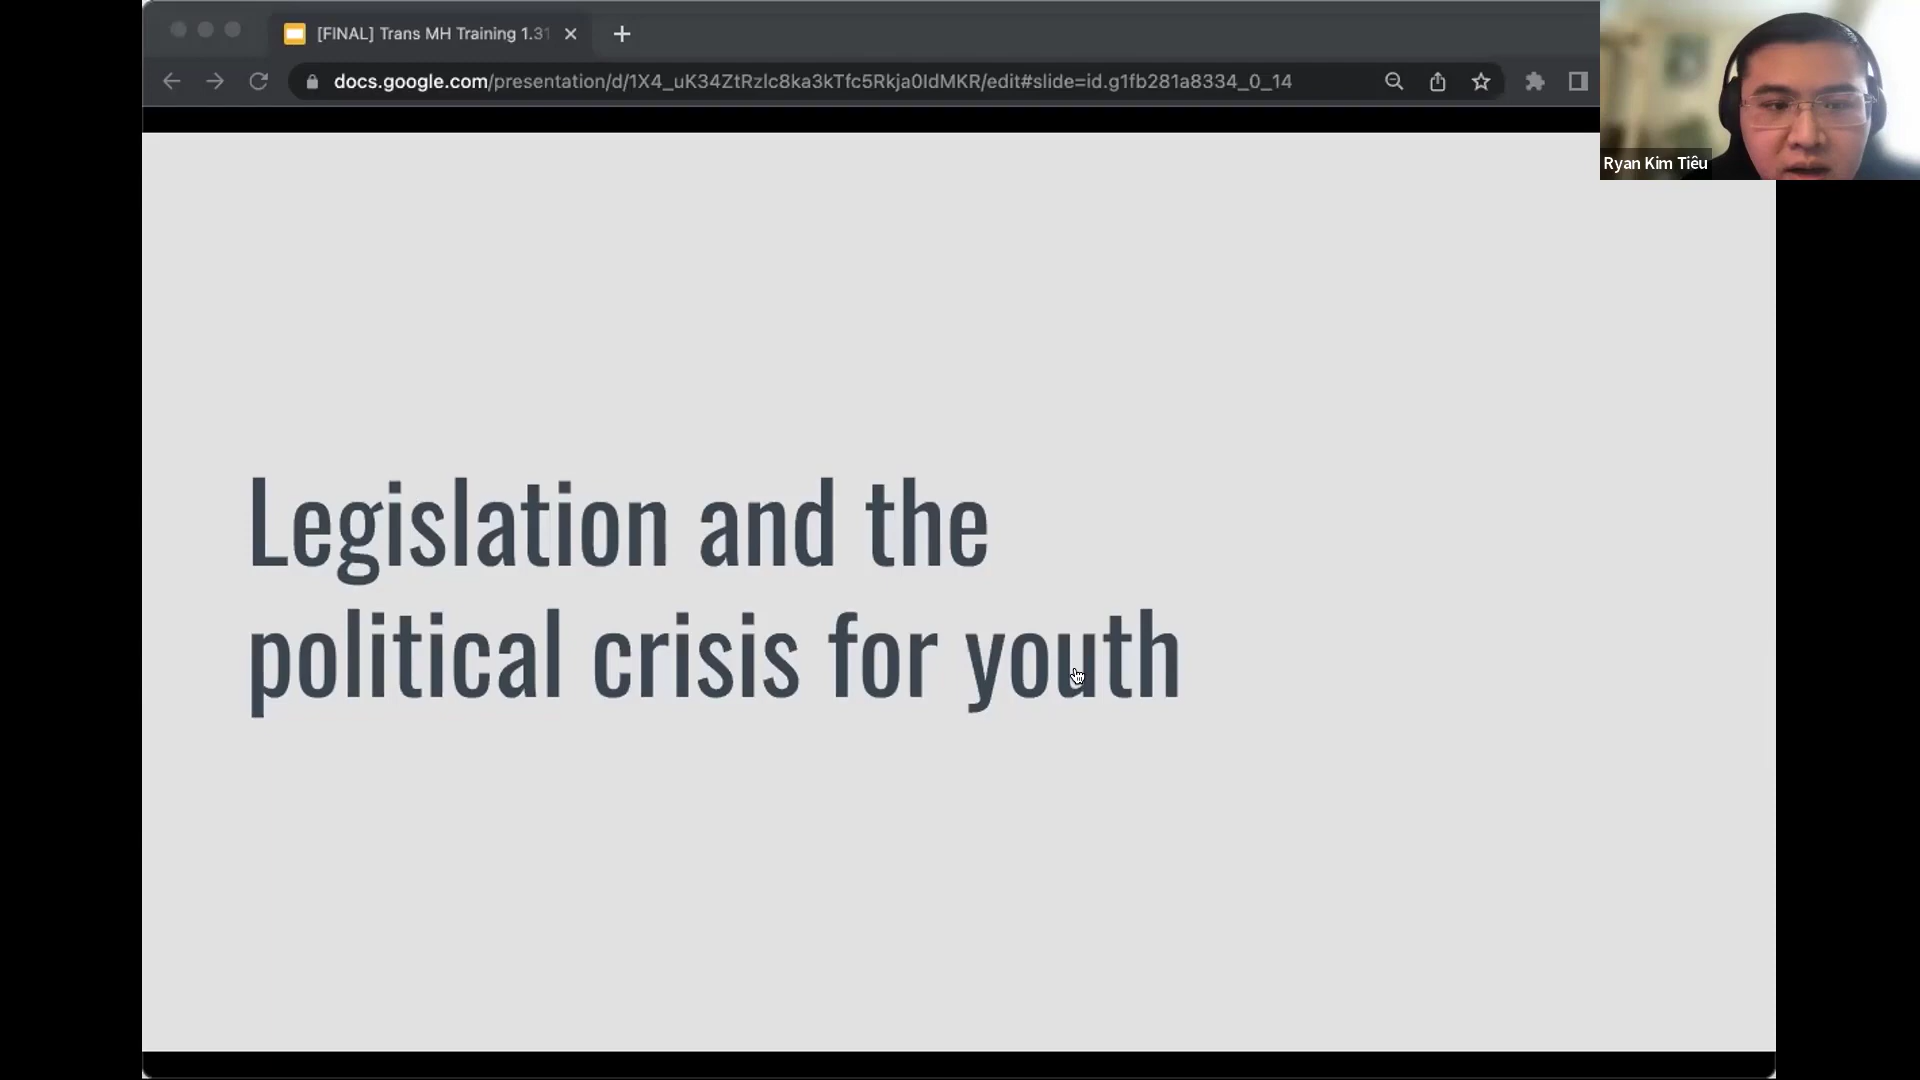 [FINAL] Trans MH Training 1.31
docs.google.com/presentation/d/1X4_uK34ZtRzlc8ka3kTfc5Rkja0ldMKR/edit#slide=id.g1fb281a8334_0_14
Ryan Kim Tiêu
Legislation and the
political crisis for youth